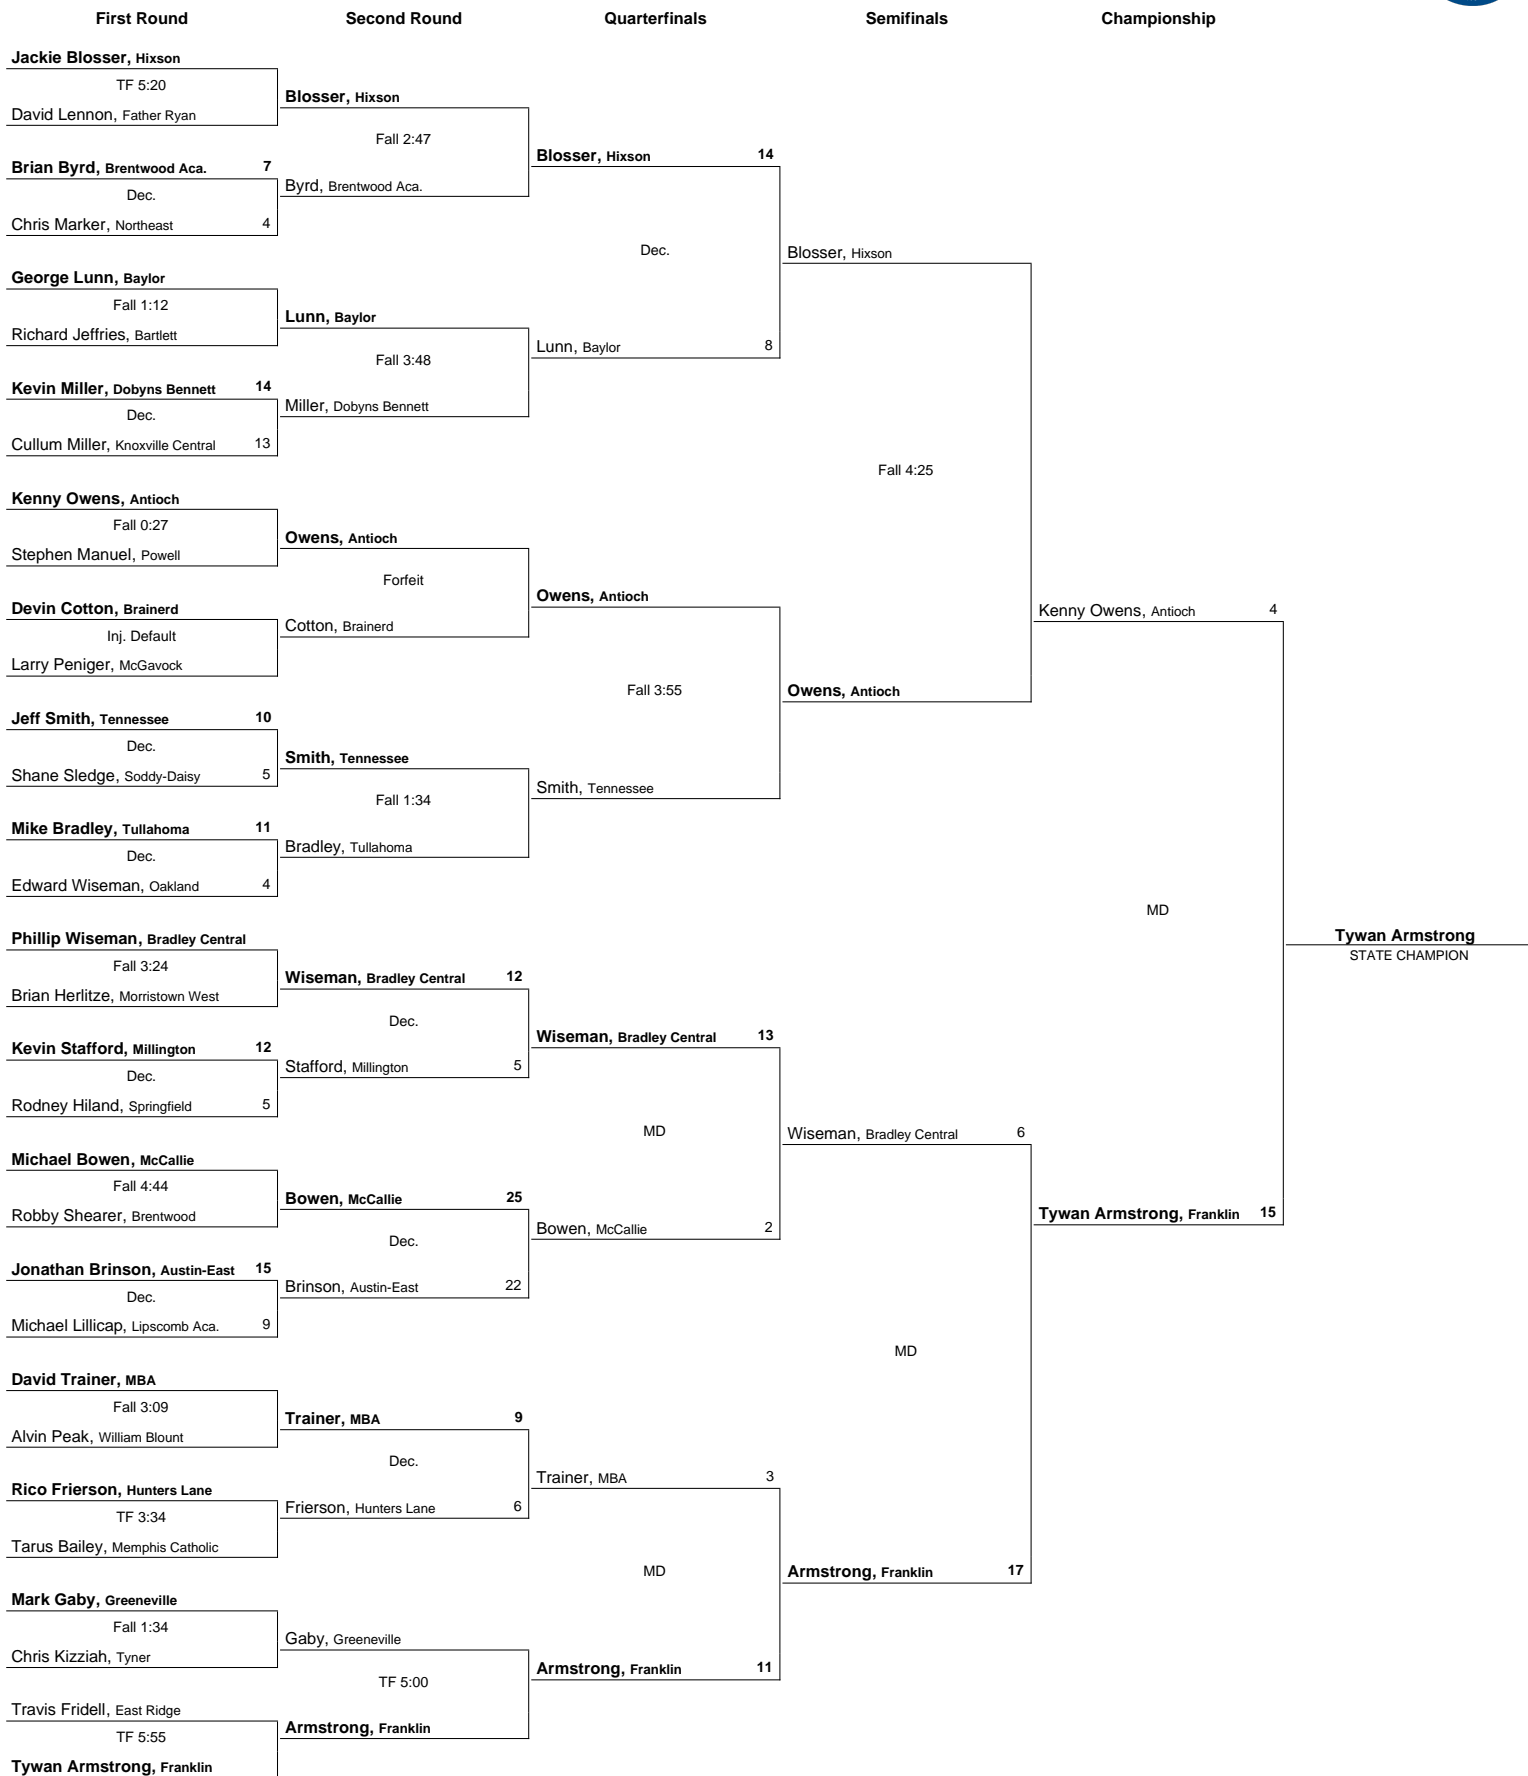 First Round Second Round Quarterfinals Semifinals Championship
Jackie Blosser, Hixson
TF 5:20
David Lennon, Father Ryan
Brian Byrd, Brentwood Aca. 7
Dec.
Chris Marker, Northeast 4
George Lunn, Baylor
Fall 1:12
Richard Jeffries, Bartlett
Kevin Miller, Dobyns Bennett 14
Dec.
Cullum Miller, Knoxville Central 13
Kenny Owens, Antioch
Fall 0:27
Stephen Manuel, Powell
Devin Cotton, Brainerd
Inj. Default
Larry Peniger, McGavock
Jeff Smith, Tennessee 10
Dec.
Shane Sledge, Soddy-Daisy 5
Mike Bradley, Tullahoma 11
Dec.
Edward Wiseman, Oakland 4
Phillip Wiseman, Bradley Central
Fall 3:24
Brian Herlitze, Morristown West
Kevin Stafford, Millington 12
Dec.
Rodney Hiland, Springfield 5
Michael Bowen, McCallie
Fall 4:44
Robby Shearer, Brentwood
Jonathan Brinson, Austin-East 15
Dec.
Michael Lillicap, Lipscomb Aca. 9
David Trainer, MBA
Fall 3:09
Alvin Peak, William Blount
Rico Frierson, Hunters Lane
TF 3:34
Tarus Bailey, Memphis Catholic
Mark Gaby, Greeneville
Fall 1:34
Chris Kizziah, Tyner
Travis Fridell, East Ridge
TF 5:55
Tywan Armstrong, Franklin
Blosser, Hixson
Fall 2:47
Byrd, Brentwood Aca.
Lunn, Baylor
Fall 3:48
Miller, Dobyns Bennett
Owens, Antioch
Forfeit
Cotton, Brainerd
Smith, Tennessee
Fall 1:34
Bradley, Tullahoma
Wiseman, Bradley Central 12
Dec.
Stafford, Millington 5
Bowen, McCallie 25
Dec.
Brinson, Austin-East 22
Trainer, MBA 9
Dec.
Frierson, Hunters Lane 6
Gaby, Greeneville
TF 5:00
Armstrong, Franklin
Blosser, Hixson 14
Dec.
Lunn, Baylor 8
Owens, Antioch
Fall 3:55
Smith, Tennessee
Wiseman, Bradley Central 13
MD
Bowen, McCallie 2
Trainer, MBA 3
MD
Armstrong, Franklin 11
Blosser, Hixson
Fall 4:25
Owens, Antioch
Wiseman, Bradley Central 6
MD
Armstrong, Franklin 17
Kenny Owens, Antioch 4
MD
Tywan Armstrong, Franklin 15
Tywan Armstrong
STATE CHAMPION